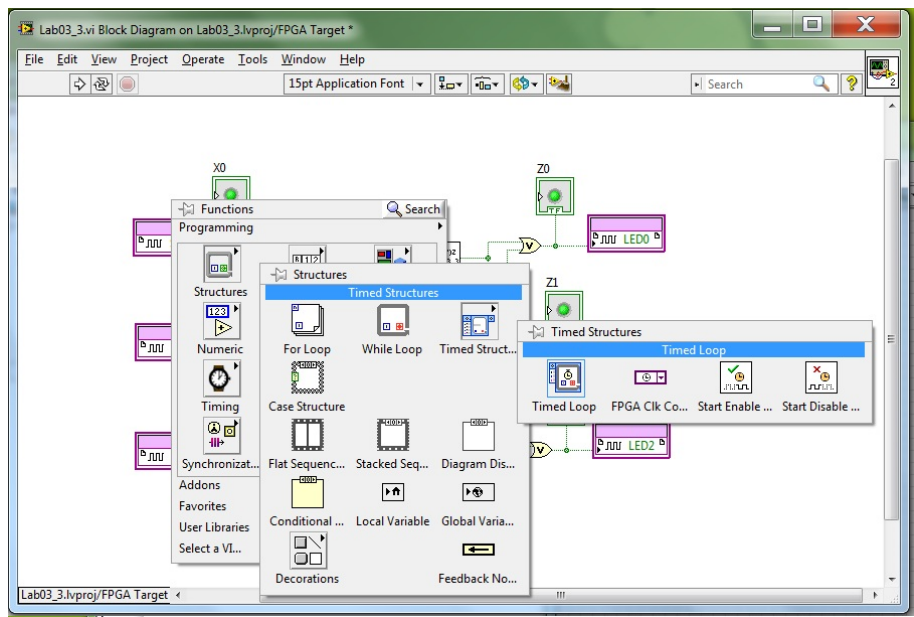 Lab03_3.vi Block Diagram on Lab03_3.lvproj/FPGA Target *
File Edit View Project Operate Tools Window Help
15pt Application Font Search 2
X0 Z0
Functions Search
Programming
LED0
Structures
Timed Structures
Structures
Z1
Timed Structures
Timed Loop
Numeric For Loop While Loop Timed Struct...
Timed Loop FPGA Clk Co... Start Enable ... Start Disable ...
Timing Case Structure
LED2
Synchronizat... Flat Sequenc... Stacked Seq... Diagram Dis...
Addons
Favorites
User Libraries Conditional ... Local Variable Global Varia...
Select a VI...
Decorations Feedback No...
Lab03_3.lvproj/FPGA Target